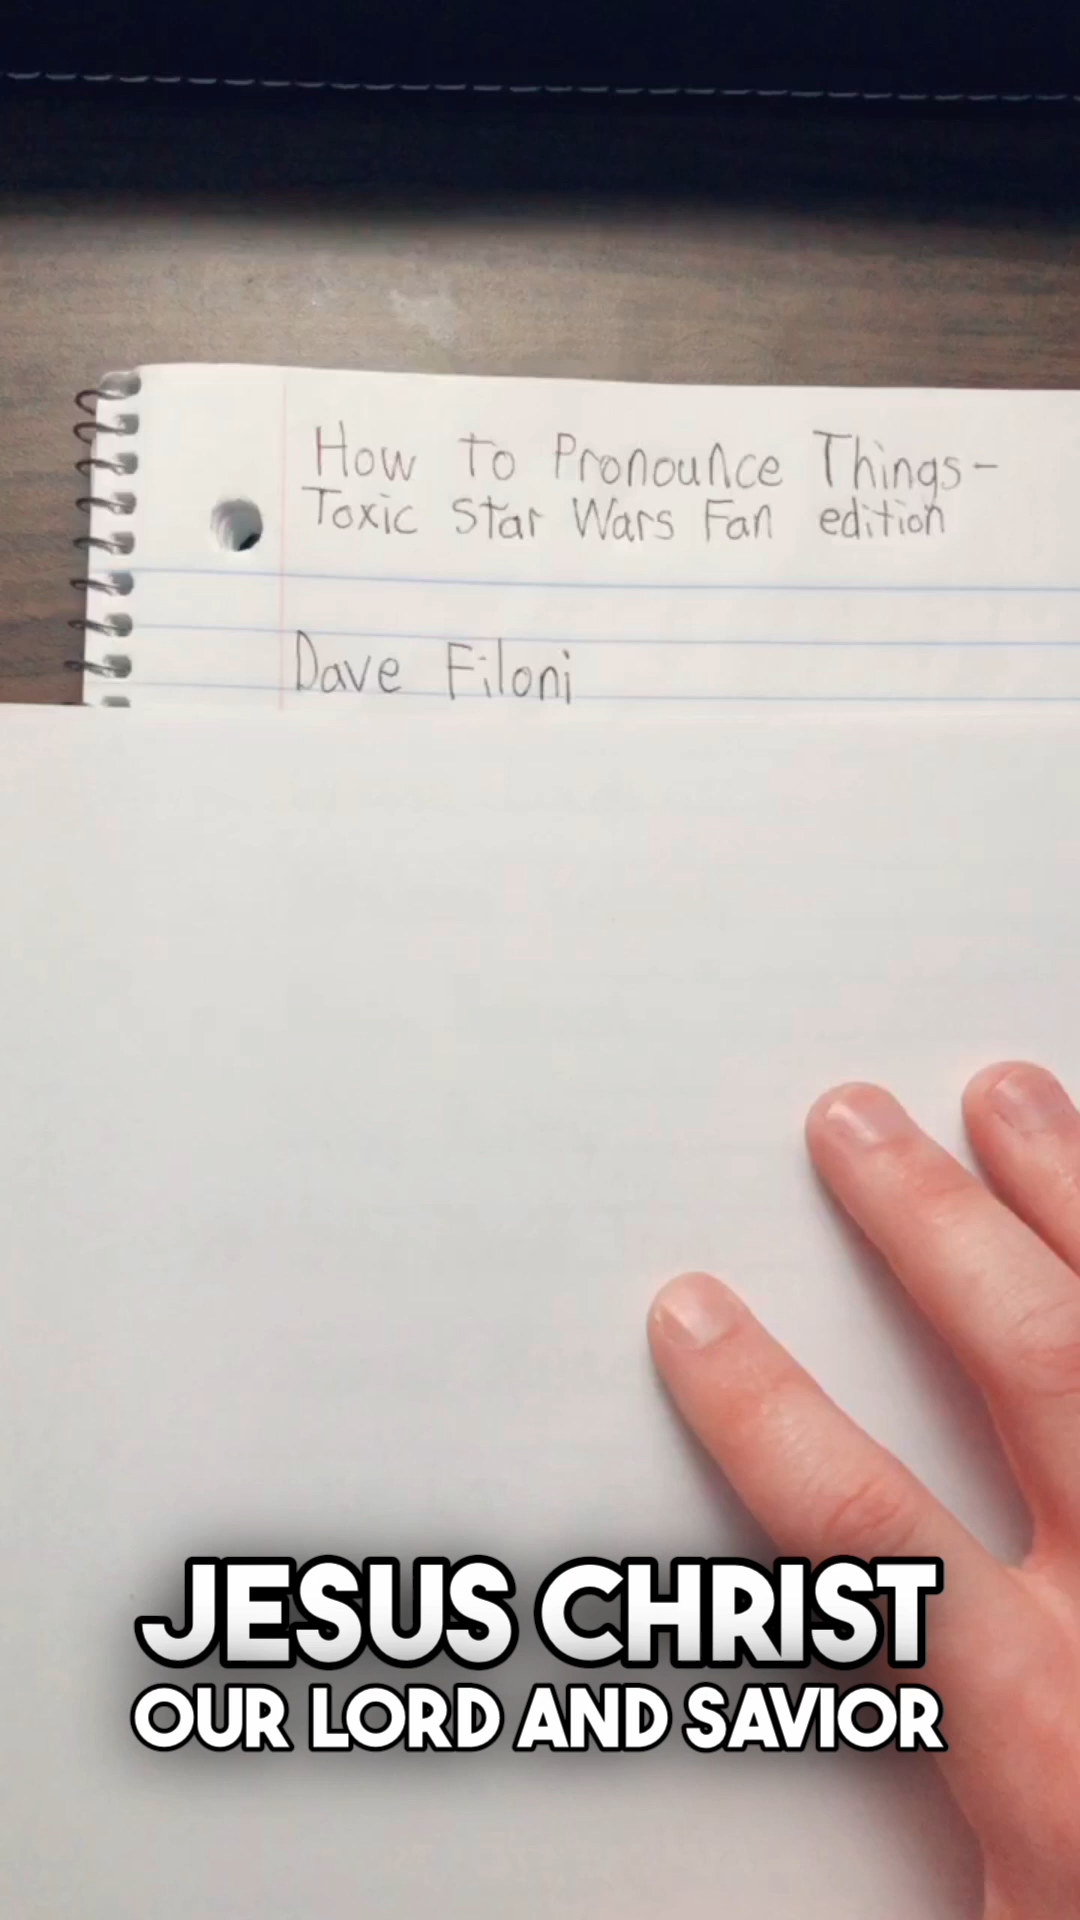 How To Pronounce Things-
Toxic Star Wars Fan edition
Dave Filoni
JESUS CHRIST
OUR LORD AND SAVIOR